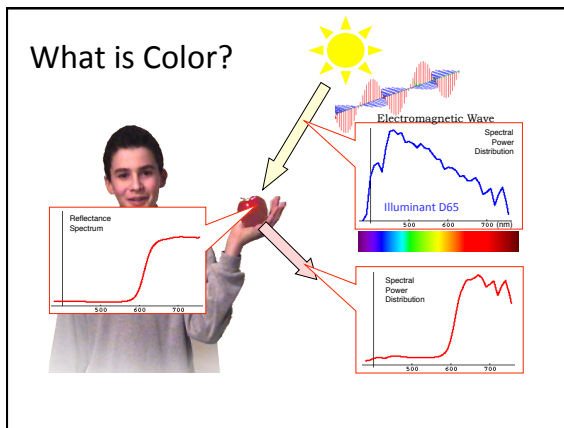 What is Color?
Electromagnetic Wave
Spectral
Power
Distribution
Illuminant D65
500 600 700 (nm)
Reflectance
Spectrum
500 600 700
Spectral
Power
Distribution
500 600 700